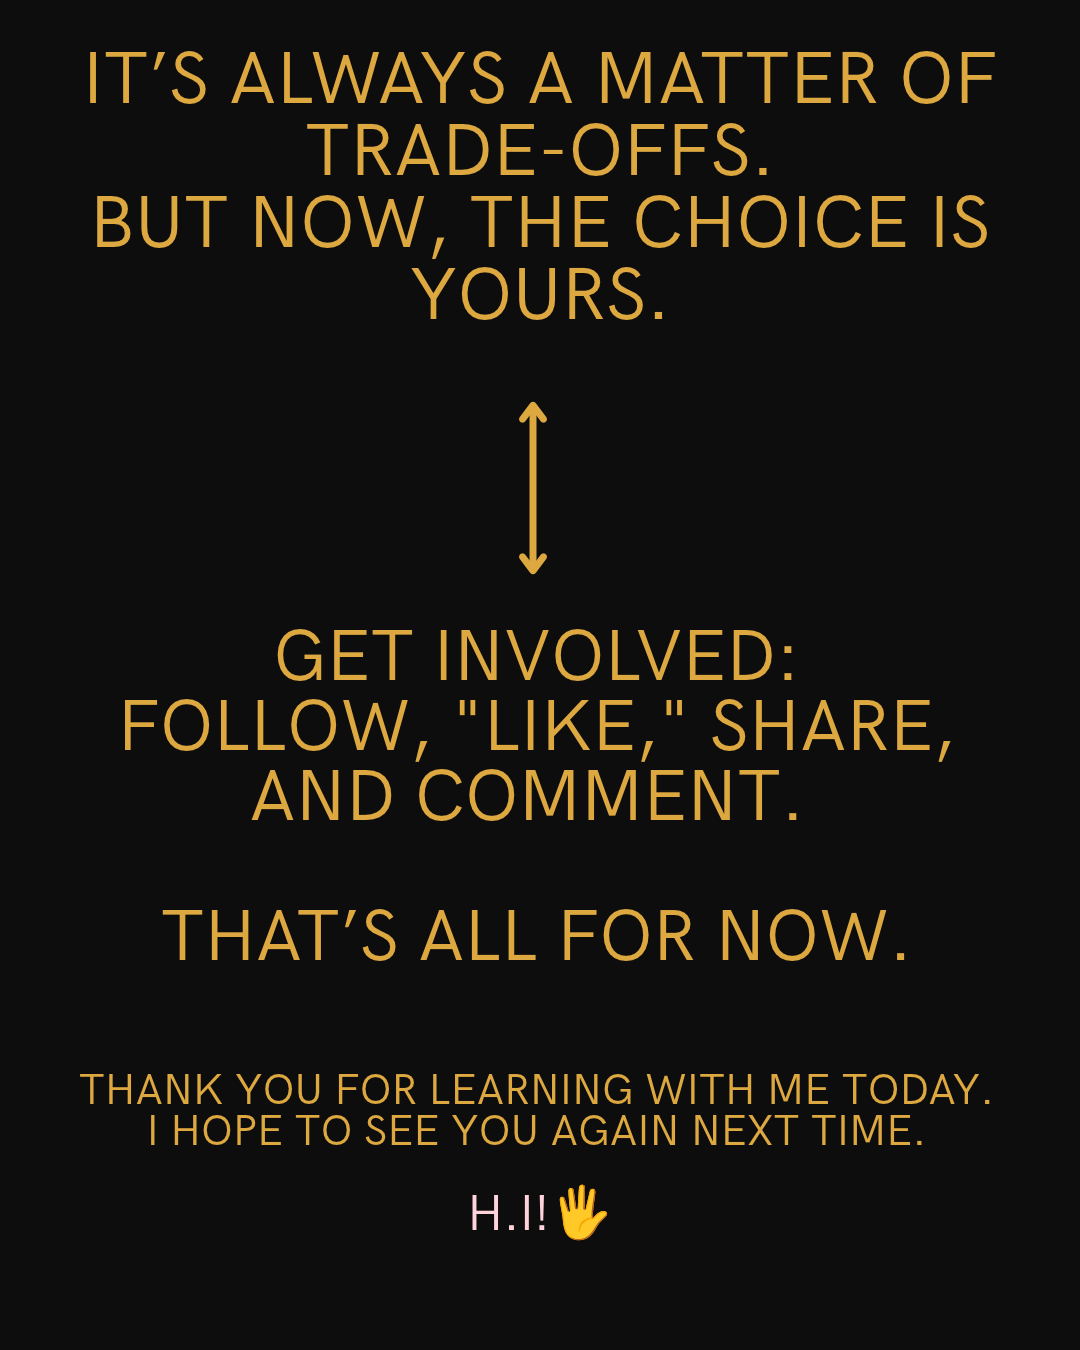 IT’S ALWAYS A MATTER OF
TRADE-OFFS.
BUT NOW, THE CHOICE IS
YOURS.
GET INVOLVED:
FOLLOW, "LIKE," SHARE,
AND COMMENT.
THAT’S ALL FOR NOW.
THANK YOU FOR LEARNING WITH ME TODAY.
I HOPE TO SEE YOU AGAIN NEXT TIME.
H.I!🖐